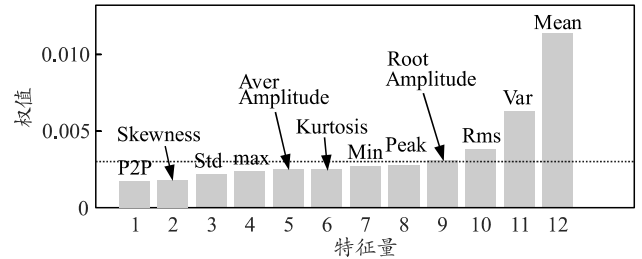 Mean
0.010
Root
Amplitude
Aver
Amplitude
Var
权值
0.005
Skewness
Kurtosis
Rms
P2P
Std
max
Min
Peak
0
1 2 3 4 5 6 7 8 9 10 11 12
特征量